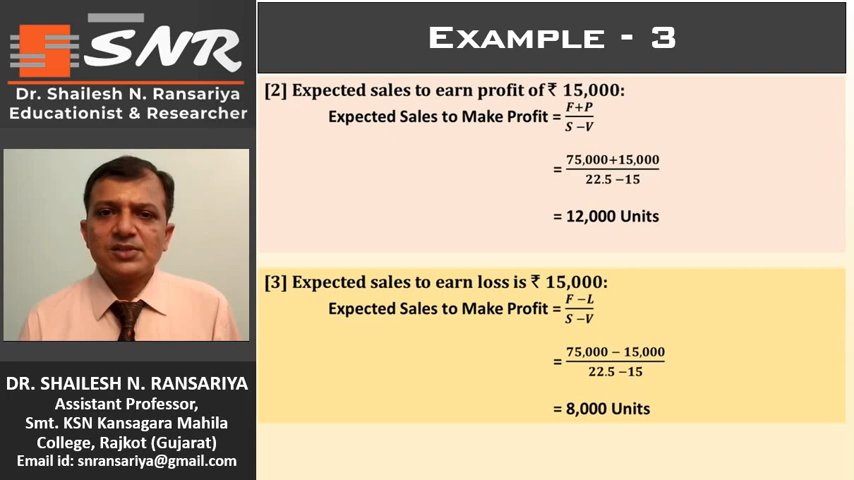 SNR
Dr. Shailesh N. Ransariya
Educationist & Researcher
DR. SHAILESH N. RANSARIYA
Assistant Professor,
Smt. KSN Kansagara Mahila
College, Rajkot (Gujarat)
Email id: snransariya@gmail.com
EXAMPLE - 3
[2] Expected sales to earn profit of ₹ 15,000:
Expected Sales to Make Profit = F+P
S −V
= 75,000+15,000
22.5 −15
= 12,000 Units
[3] Expected sales to earn loss is ₹ 15,000:
Expected Sales to Make Profit = F −L
S −V
= 75,000 − 15,000
22.5 −15
= 8,000 Units